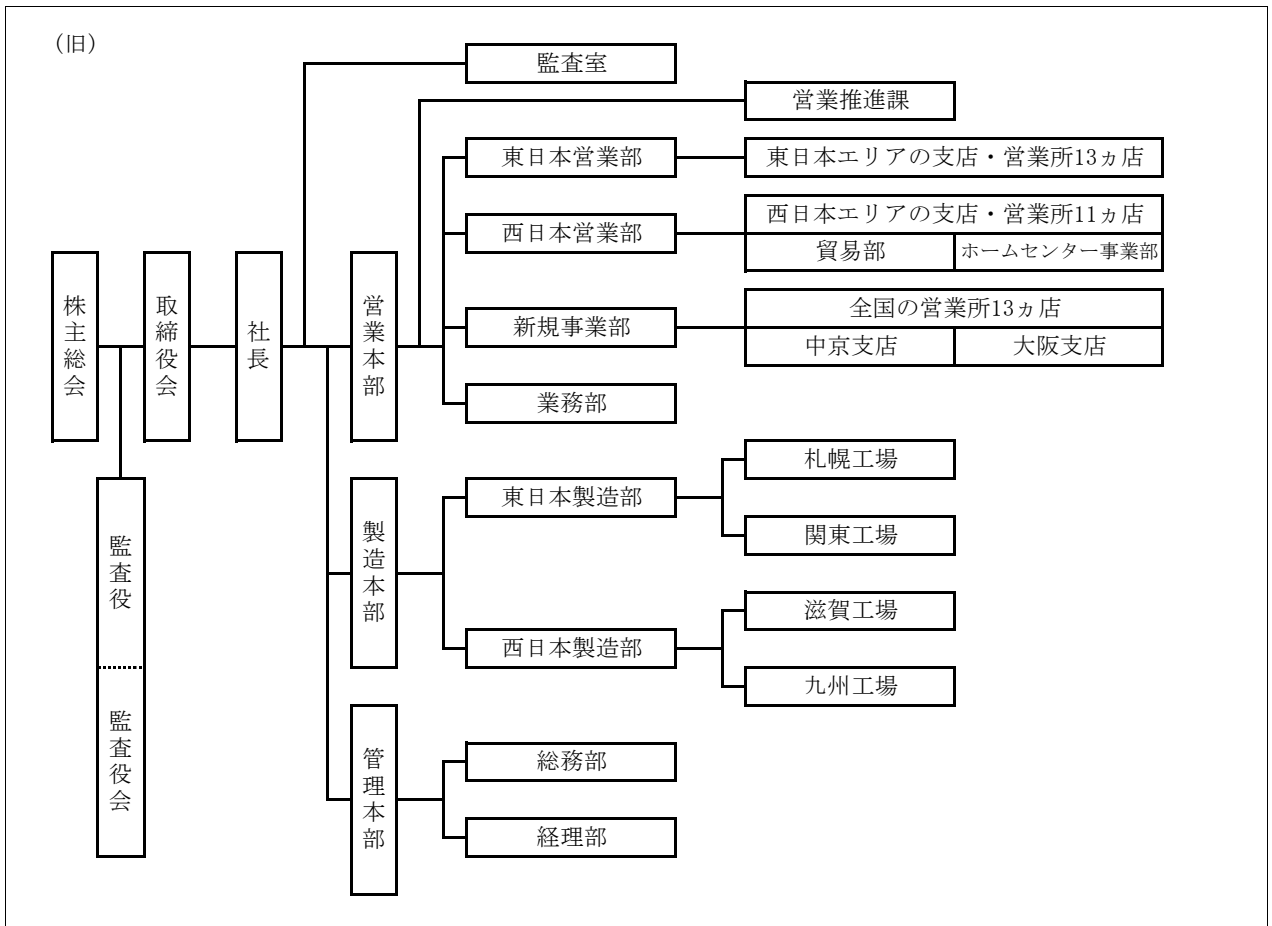 （旧）
監査室
営業推進課
東日本営業部
東日本エリアの支店・営業所13ヵ店
西日本営業部
西日本エリアの支店・営業所11ヵ店
貿易部
ホームセンター事業部
株主総会
取締役会
社長
営業本部
新規事業部
全国の営業所13ヵ店
中京支店
大阪支店
業務部
監査役
監査役会
製造本部
東日本製造部
札幌工場
関東工場
西日本製造部
滋賀工場
九州工場
管理本部
総務部
経理部